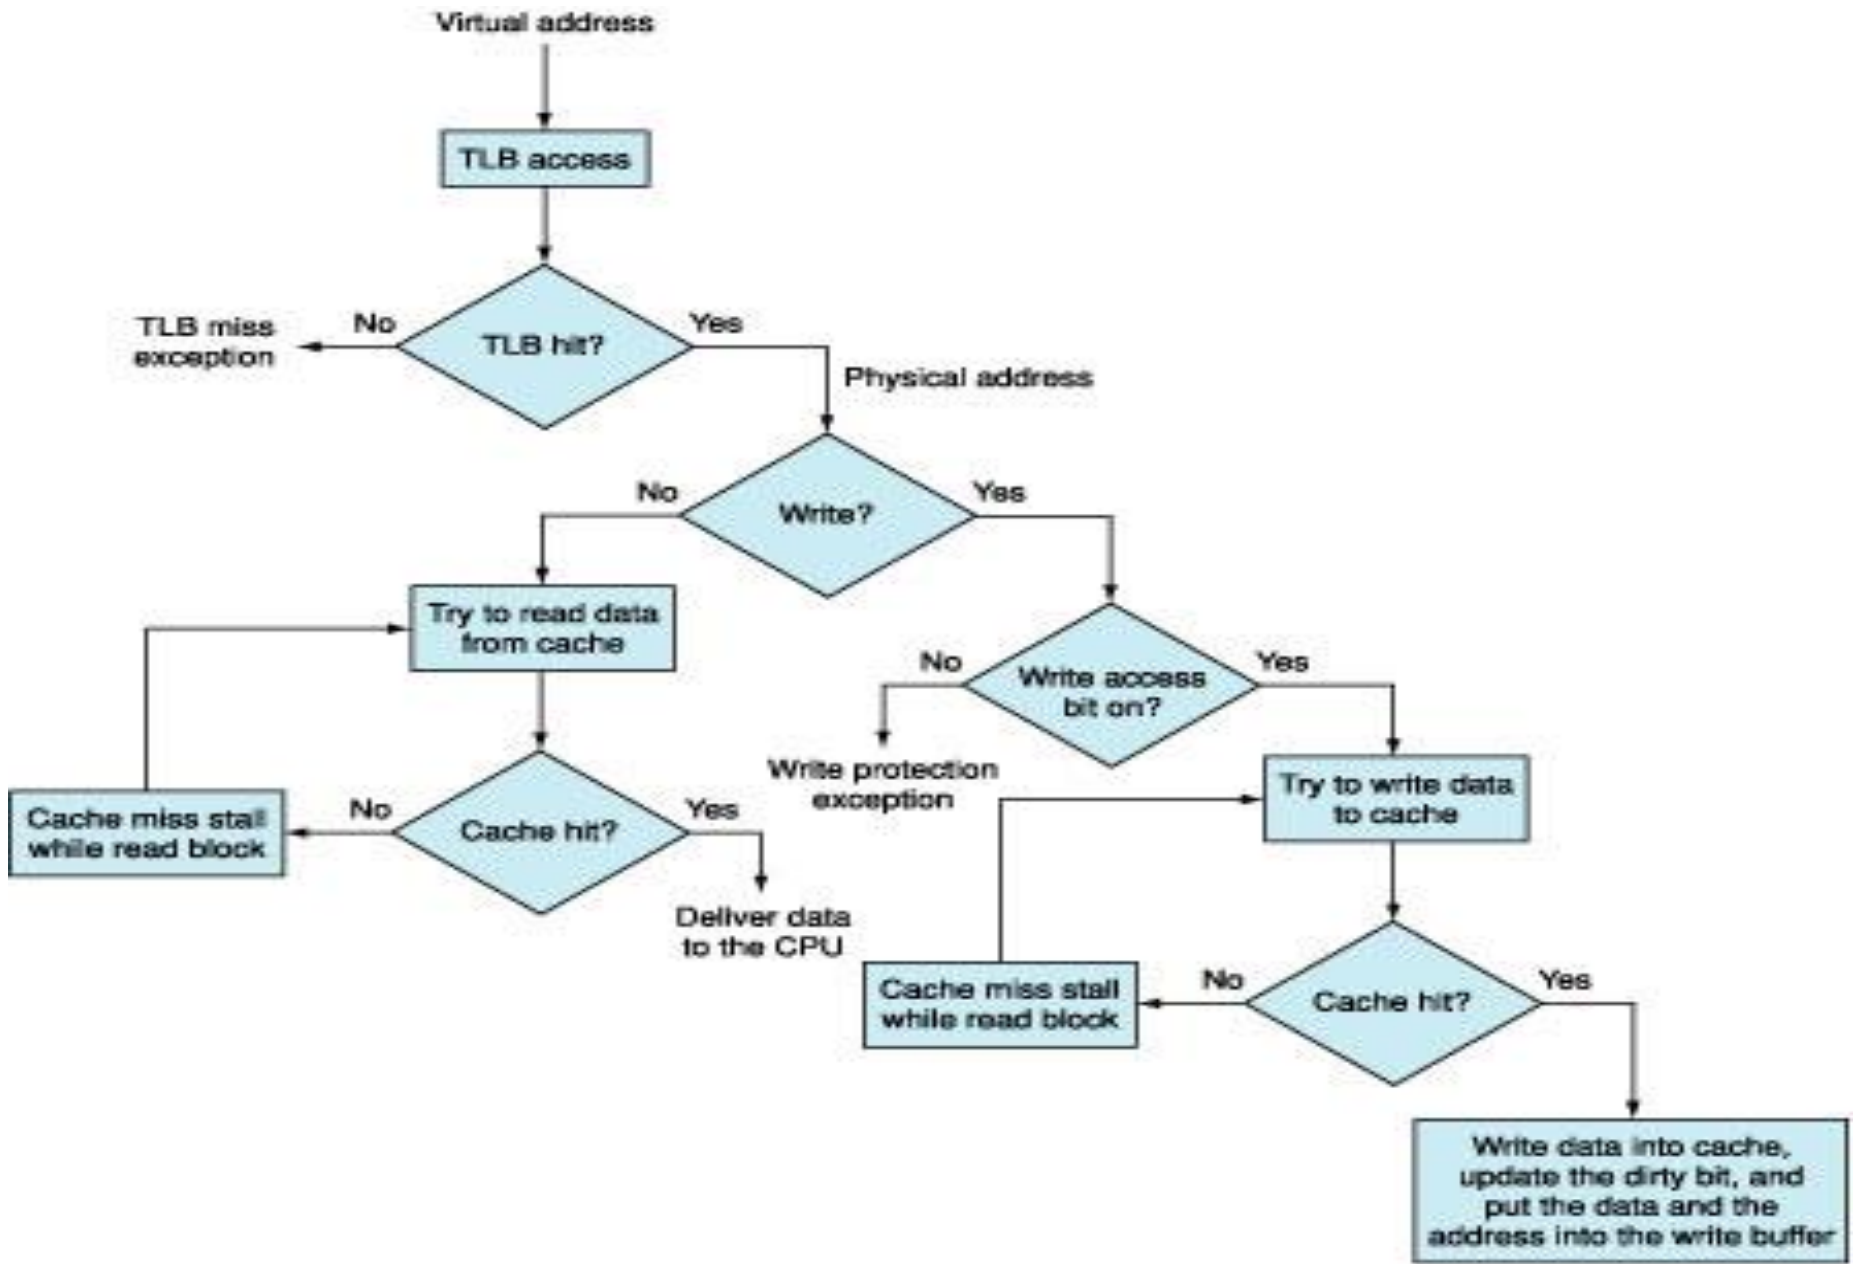 Virtual address
TLB access
TLB hit?
No
Yes
TLB miss
exception
Physical address
Write?
No
Yes
Try to read data
from cache
Write access
bit on?
No
Yes
Write protection
exception
Try to write data
to cache
Cache hit?
No
Yes
Cache miss stall
while read block
Deliver data
to the CPU
Cache hit?
No
Yes
Cache miss stall
while read block
Write data into cache,
update the dirty bit, and
put the data and the
address into the write buffer